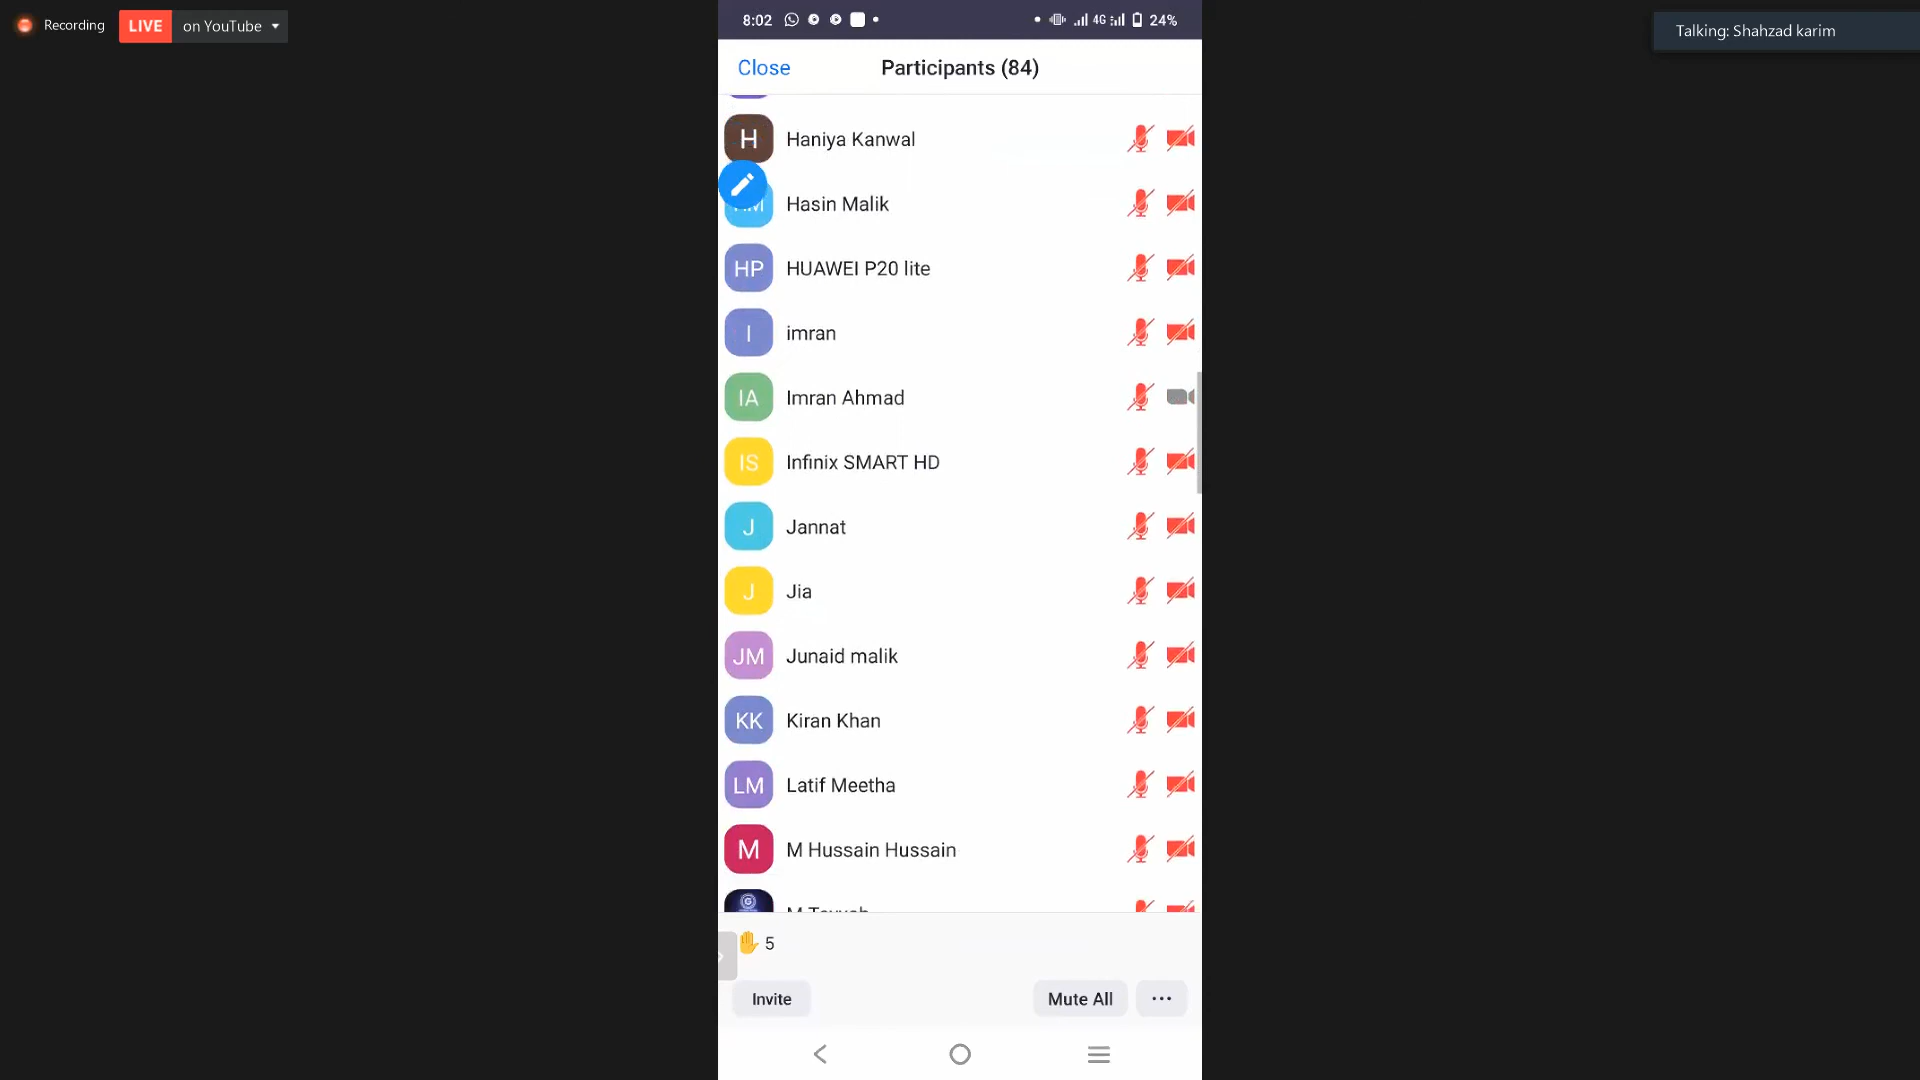 Recording
LIVE on YouTube
Talking: Shahzad karim
8:02 4G 24%
Close Participants (84)
H Haniya Kanwal
Hasin Malik
HP HUAWEI P20 lite
I imran
IA Imran Ahmad
IS Infinix SMART HD
J Jannat
J Jia
JM Junaid malik
KK Kiran Khan
LM Latif Meetha
M M Hussain Hussain
5
Invite Mute All ...